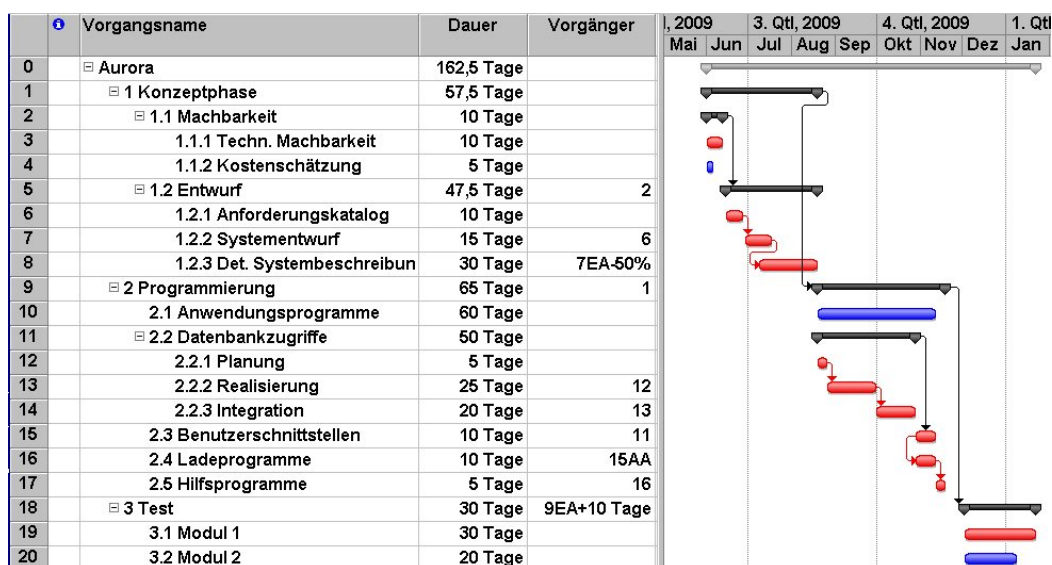 Vorgangsname Dauer Vorgänger l, 2009 3. Qtl, 2009 4. Qtl, 2009 1. Qtl
Mai Jun Jul Aug Sep Okt Nov Dez Jan
0 Aurora 162,5 Tage
1 1 Konzeptphase 57,5 Tage
2 1.1 Machbarkeit 10 Tage
3 1.1.1 Techn. Machbarkeit 10 Tage
4 1.1.2 Kostenschätzung 5 Tage
5 1.2 Entwurf 47,5 Tage 2
6 1.2.1 Anforderungskatalog 10 Tage
7 1.2.2 Systementwurf 15 Tage 6
8 1.2.3 Det. Systembeschreibun 30 Tage 7EA-50%
9 2 Programmierung 65 Tage 1
10 2.1 Anwendungsprogramme 60 Tage
11 2.2 Datenbankzugriffe 50 Tage
12 2.2.1 Planung 5 Tage
13 2.2.2 Realisierung 25 Tage 12
14 2.2.3 Integration 20 Tage 13
15 2.3 Benutzerschnittstellen 10 Tage 11
16 2.4 Ladeprogramme 10 Tage 15AA
17 2.5 Hilfsprogramme 5 Tage 16
18 3 Test 30 Tage 9EA+10 Tage
19 3.1 Modul 1 30 Tage
20 3.2 Modul 2 20 Tage